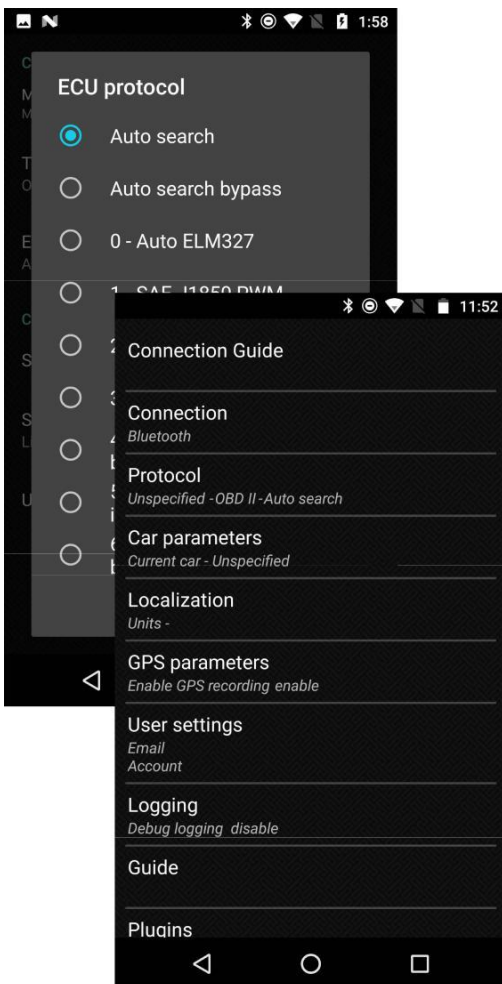 1:58
ECU protocol
Auto search
Auto search bypass
0 - Auto ELM327
11:52
Connection Guide
Connection
Bluetooth
Protocol
Unspecified -OBD II -Auto search
Car parameters
Current car - Unspecified
Localization
Units -
GPS parameters
Enable GPS recording enable
User settings
Email
Account
Logging
Debug logging disable
Guide
Plugins